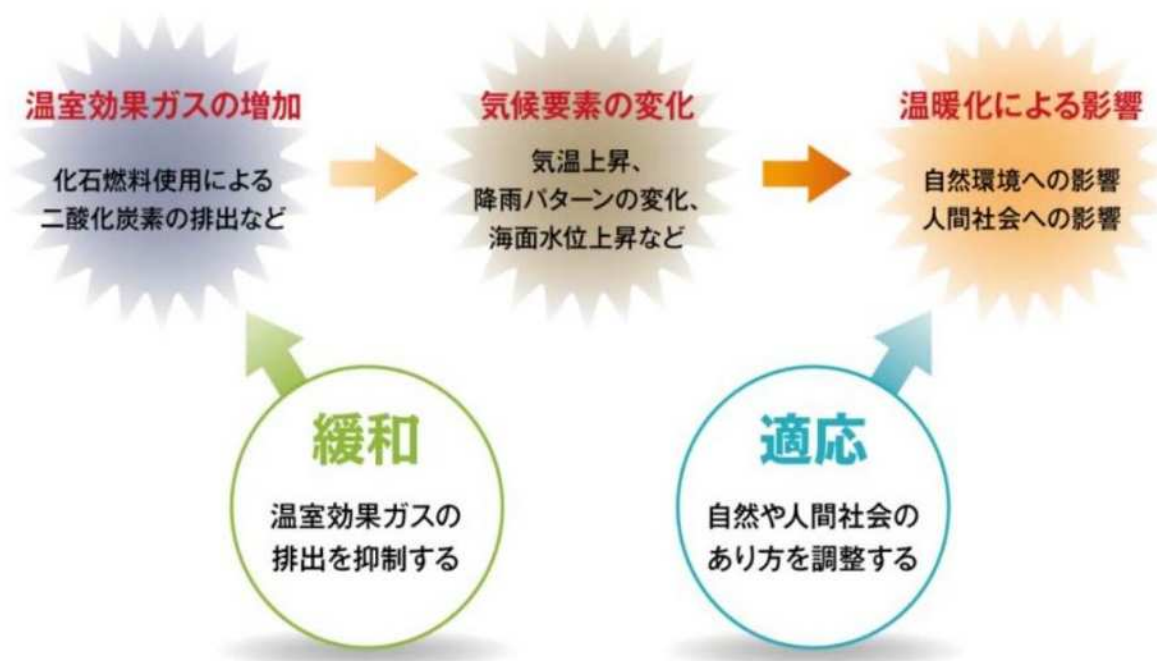 温室効果ガスの増加
化石燃料使用による
二酸化炭素の排出など
気候要素の変化
気温上昇、
降雨パターンの変化、
海面水位上昇など
温暖化による影響
自然環境への影響
人間社会への影響
緩和
温室効果ガスの
排出を抑制する
適応
自然や人間社会の
あり方を調整する